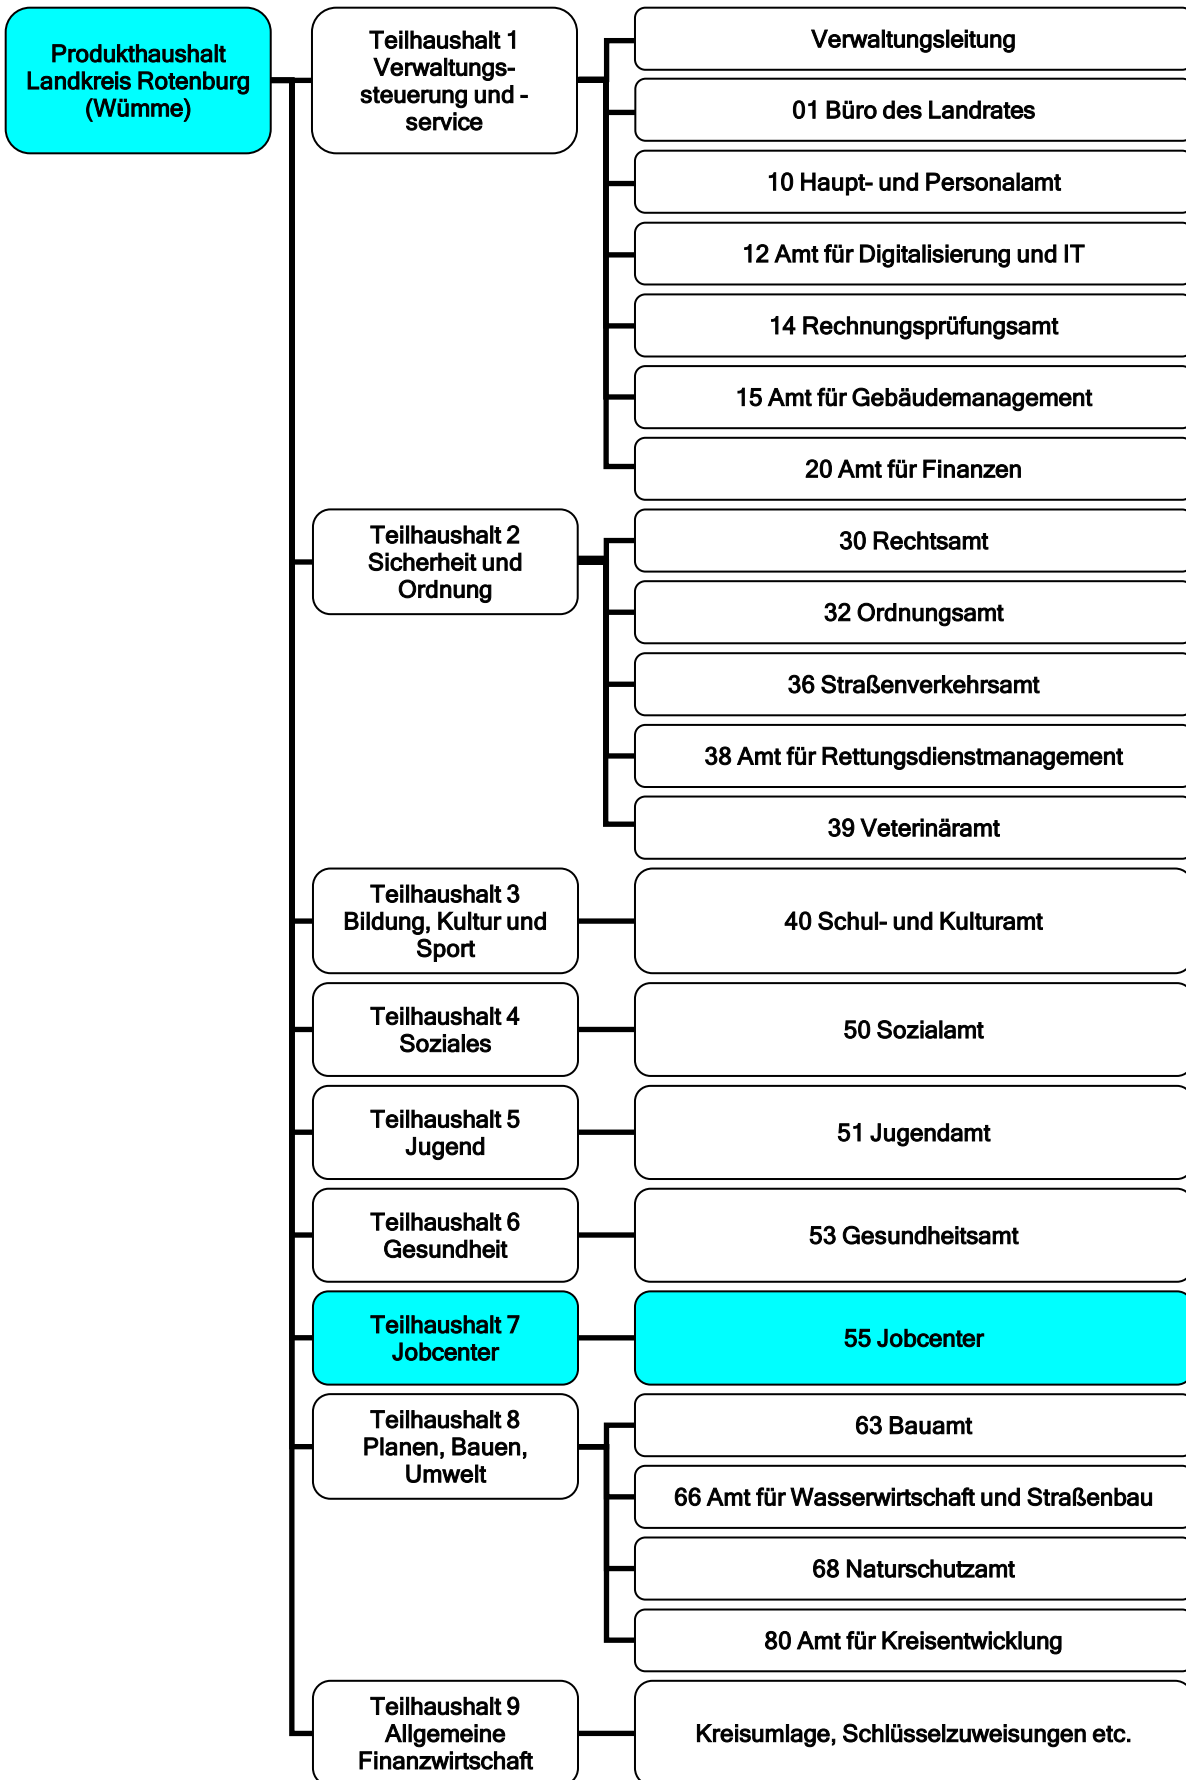 Produkthaushalt
Landkreis Rotenburg
(Wümme)
Teilhaushalt 1
Verwaltungs-
steuerung und -
service
Verwaltungsleitung
01 Büro des Landrates
10 Haupt- und Personalamt
12 Amt für Digitalisierung und IT
14 Rechnungsprüfungsamt
15 Amt für Gebäudemanagement
20 Amt für Finanzen
Teilhaushalt 2
Sicherheit und
Ordnung
30 Rechtsamt
32 Ordnungsamt
36 Straßenverkehrsamt
38 Amt für Rettungsdienstmanagement
39 Veterinäramt
Teilhaushalt 3
Bildung, Kultur und
Sport
40 Schul- und Kulturamt
Teilhaushalt 4
Soziales
50 Sozialamt
Teilhaushalt 5
Jugend
51 Jugendamt
Teilhaushalt 6
Gesundheit
53 Gesundheitsamt
Teilhaushalt 7
Jobcenter
55 Jobcenter
Teilhaushalt 8
Planen, Bauen,
Umwelt
63 Bauamt
66 Amt für Wasserwirtschaft und Straßenbau
68 Naturschutzamt
80 Amt für Kreisentwicklung
Teilhaushalt 9
Allgemeine
Finanzwirtschaft
Kreisumlage, Schlüsselzuweisungen etc.